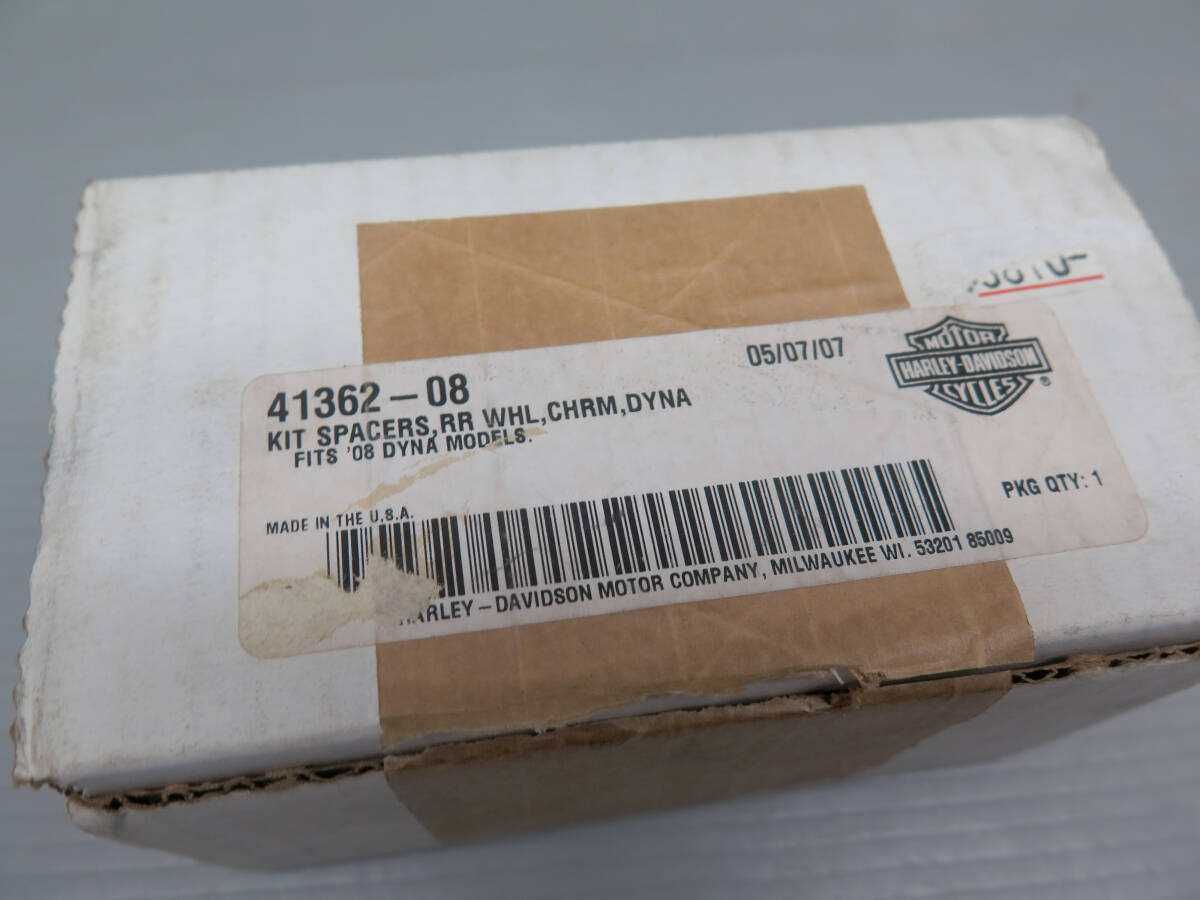 05/07/07
MOTOR
HARLEY-DAVIDSON
CYCLES
®
41362-08
KIT SPACERS,RR WHL,CHRM,DYNA
FITS '08 DYNA MODELS.
PKG QTY: 1
MADE IN THE U.S.A.
HARLEY-DAVIDSON MOTOR COMPANY, MILWAUKEE WI. 53201 85009